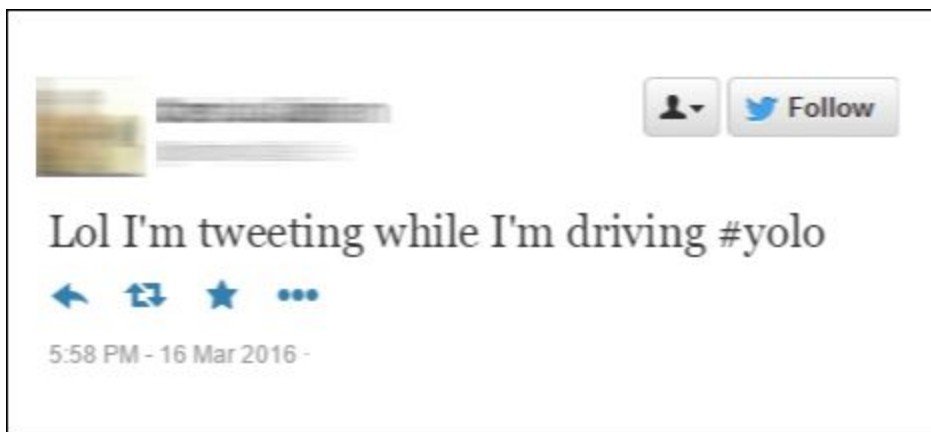 Follow
Lol I'm tweeting while I'm driving #yolo
5:58 PM - 16 Mar 2016 ·